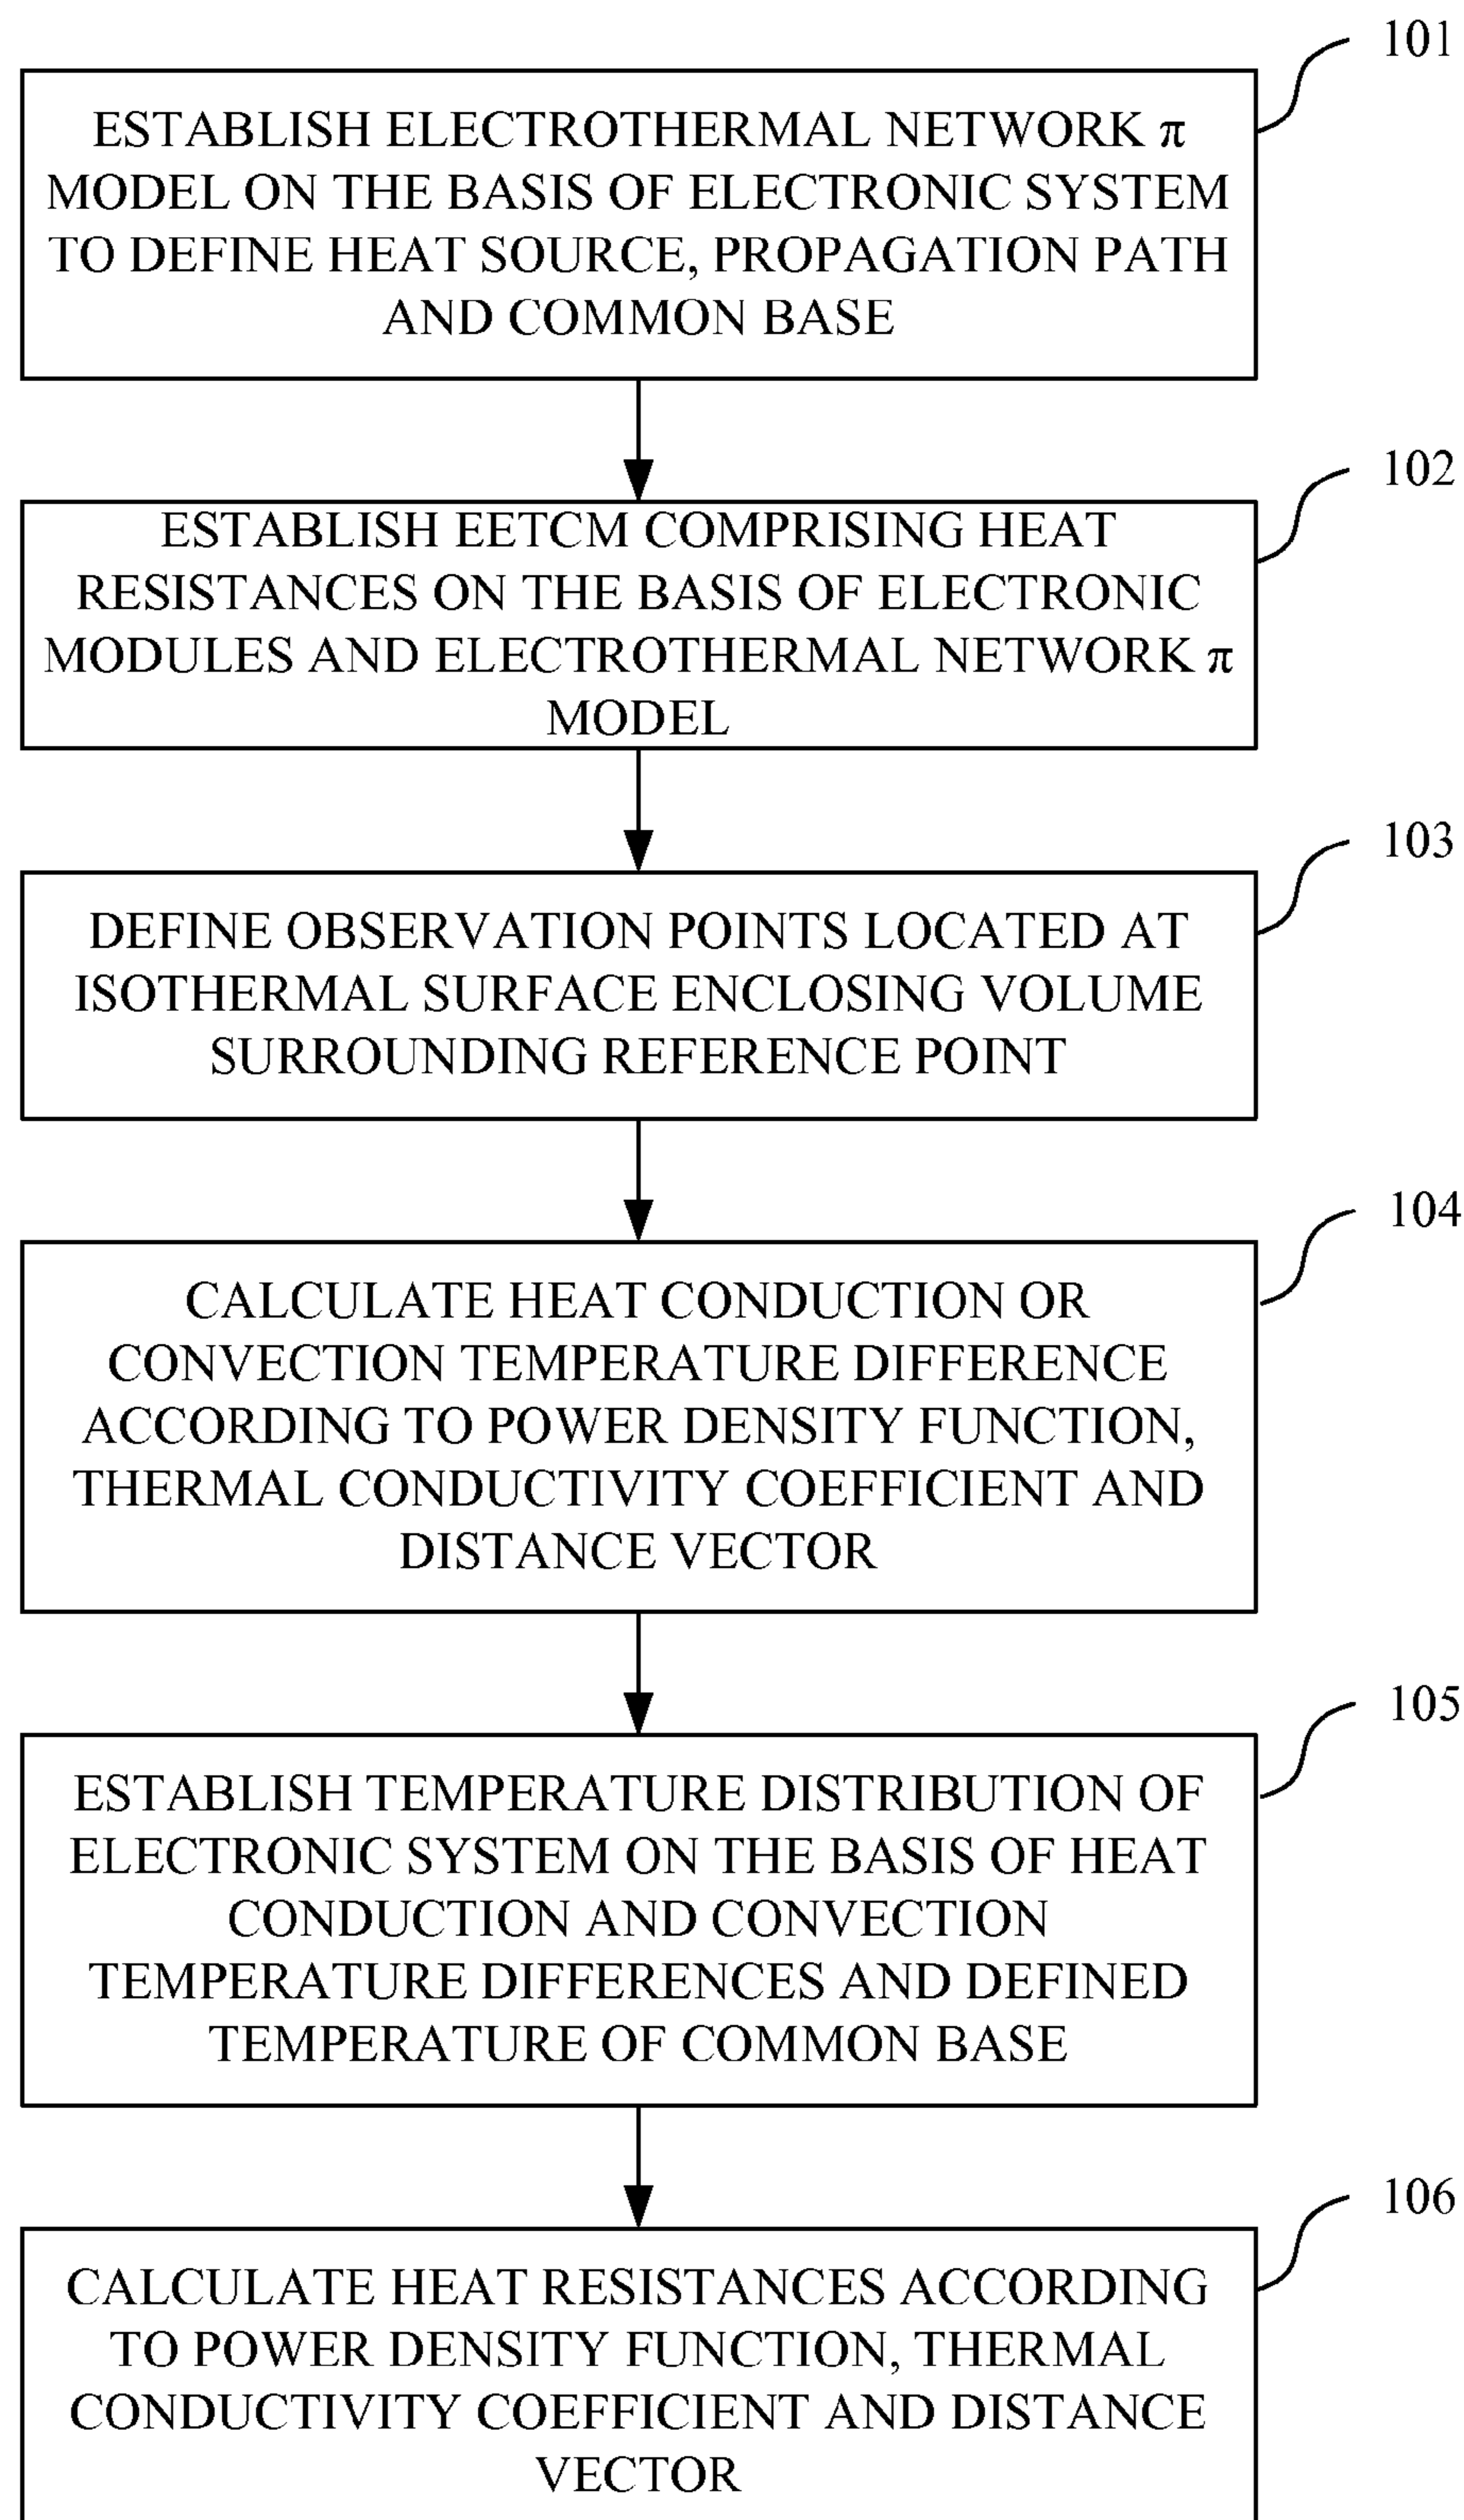 101
ESTABLISH ELECTROTHERMAL NETWORK π
MODEL ON THE BASIS OF ELECTRONIC SYSTEM
TO DEFINE HEAT SOURCE, PROPAGATION PATH
AND COMMON BASE
102
ESTABLISH EETCM COMPRISING HEAT
RESISTANCES ON THE BASIS OF ELECTRONIC
MODULES AND ELECTROTHERMAL NETWORK π
MODEL
103
DEFINE OBSERVATION POINTS LOCATED AT
ISOTHERMAL SURFACE ENCLOSING VOLUME
SURROUNDING REFERENCE POINT
104
CALCULATE HEAT CONDUCTION OR
CONVECTION TEMPERATURE DIFFERENCE
ACCORDING TO POWER DENSITY FUNCTION,
THERMAL CONDUCTIVITY COEFFICIENT AND
DISTANCE VECTOR
105
ESTABLISH TEMPERATURE DISTRIBUTION OF
ELECTRONIC SYSTEM ON THE BASIS OF HEAT
CONDUCTION AND CONVECTION
TEMPERATURE DIFFERENCES AND DEFINED
TEMPERATURE OF COMMON BASE
106
CALCULATE HEAT RESISTANCES ACCORDING
TO POWER DENSITY FUNCTION, THERMAL
CONDUCTIVITY COEFFICIENT AND DISTANCE
VECTOR